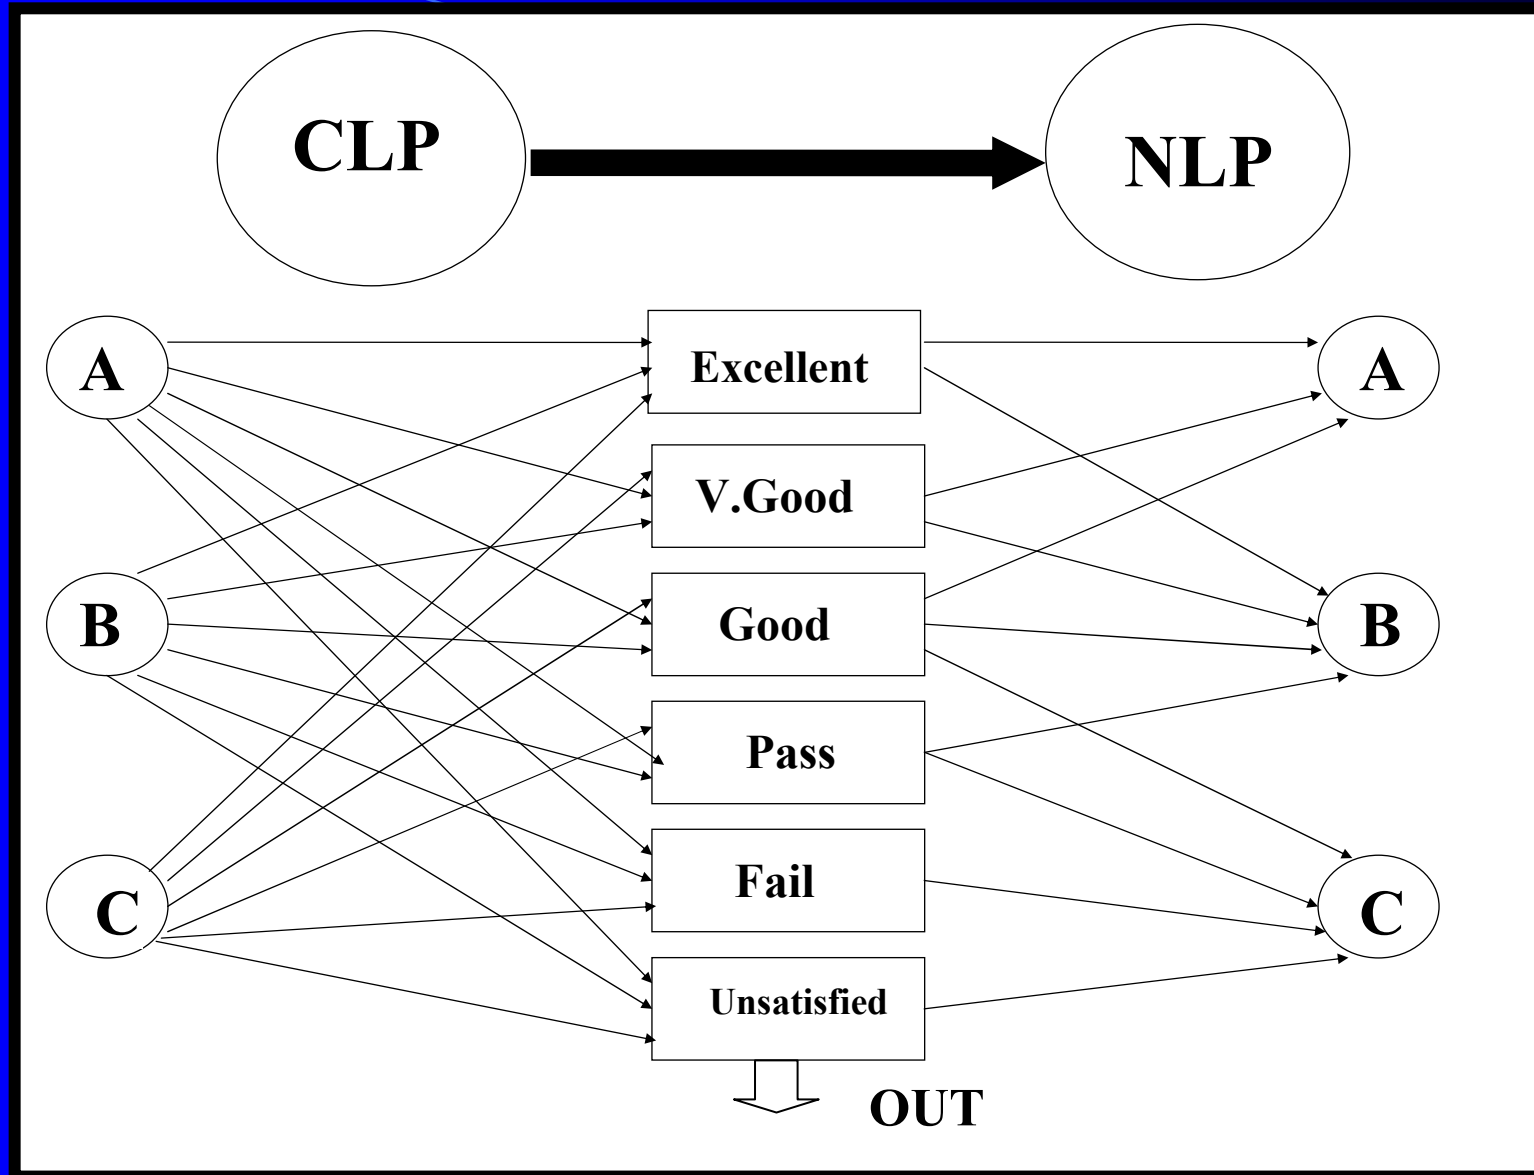 CLP
NLP
A
Excellent
A
V.Good
B
Good
B
Pass
Fail
C
C
Unsatisfied
OUT